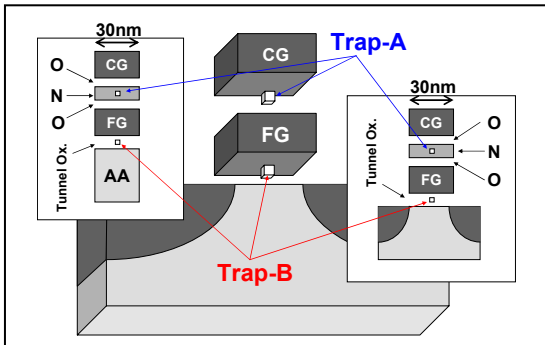 30nm
CG
O
N
O
FG
Tunnel Ox.
AA
CG
FG
Trap-A
Trap-B
30nm
CG
O
N
O
FG
Tunnel Ox.